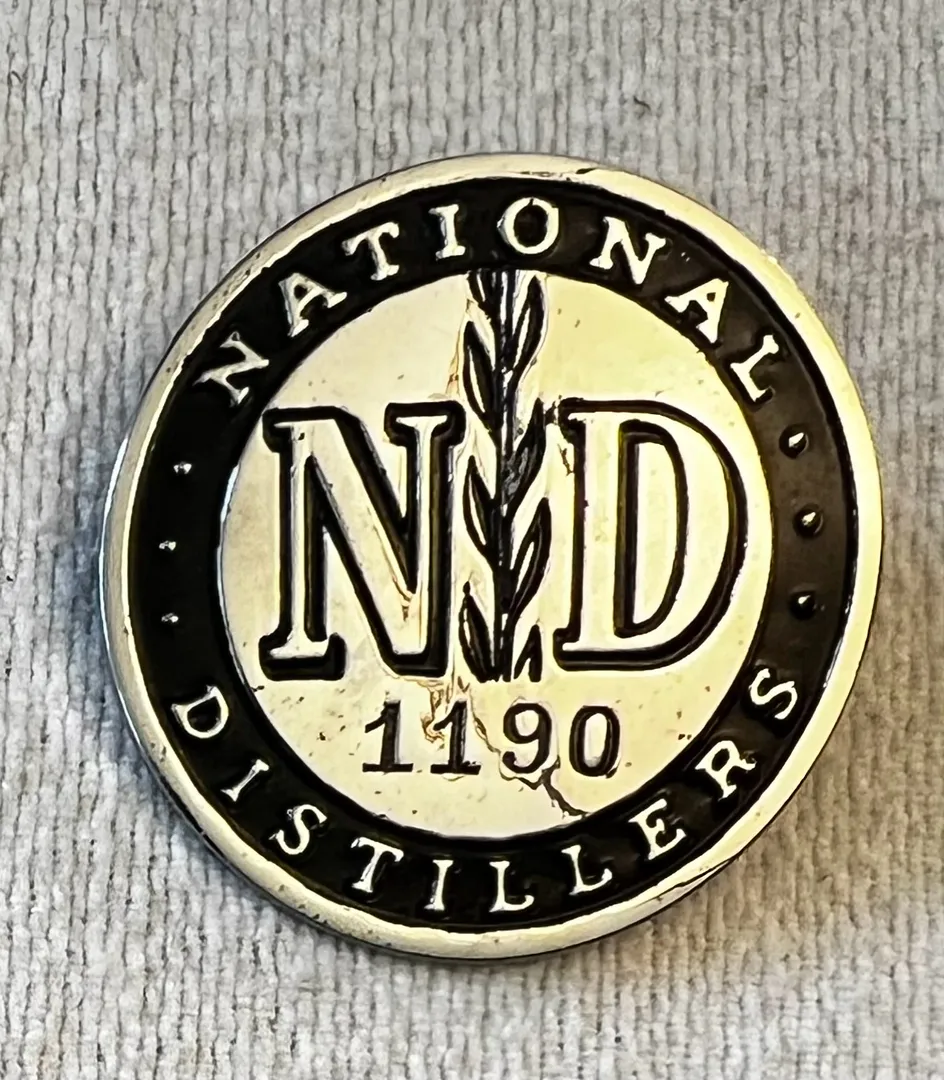 NATIONAL
ND
1190
DISTILLERS